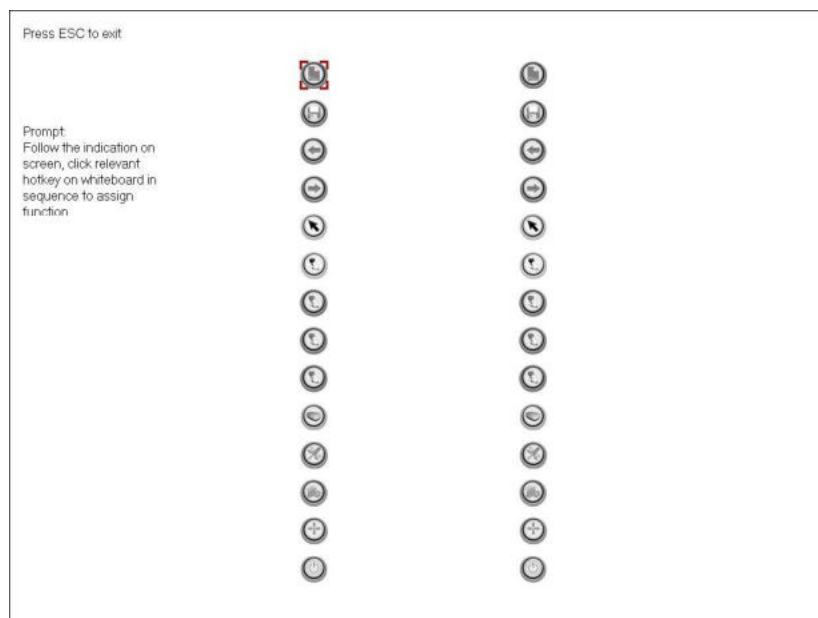 Press ESC to exit
Prompt:
Follow the indication on
screen, click relevant
hotkey on whiteboard in
sequence to assign
function